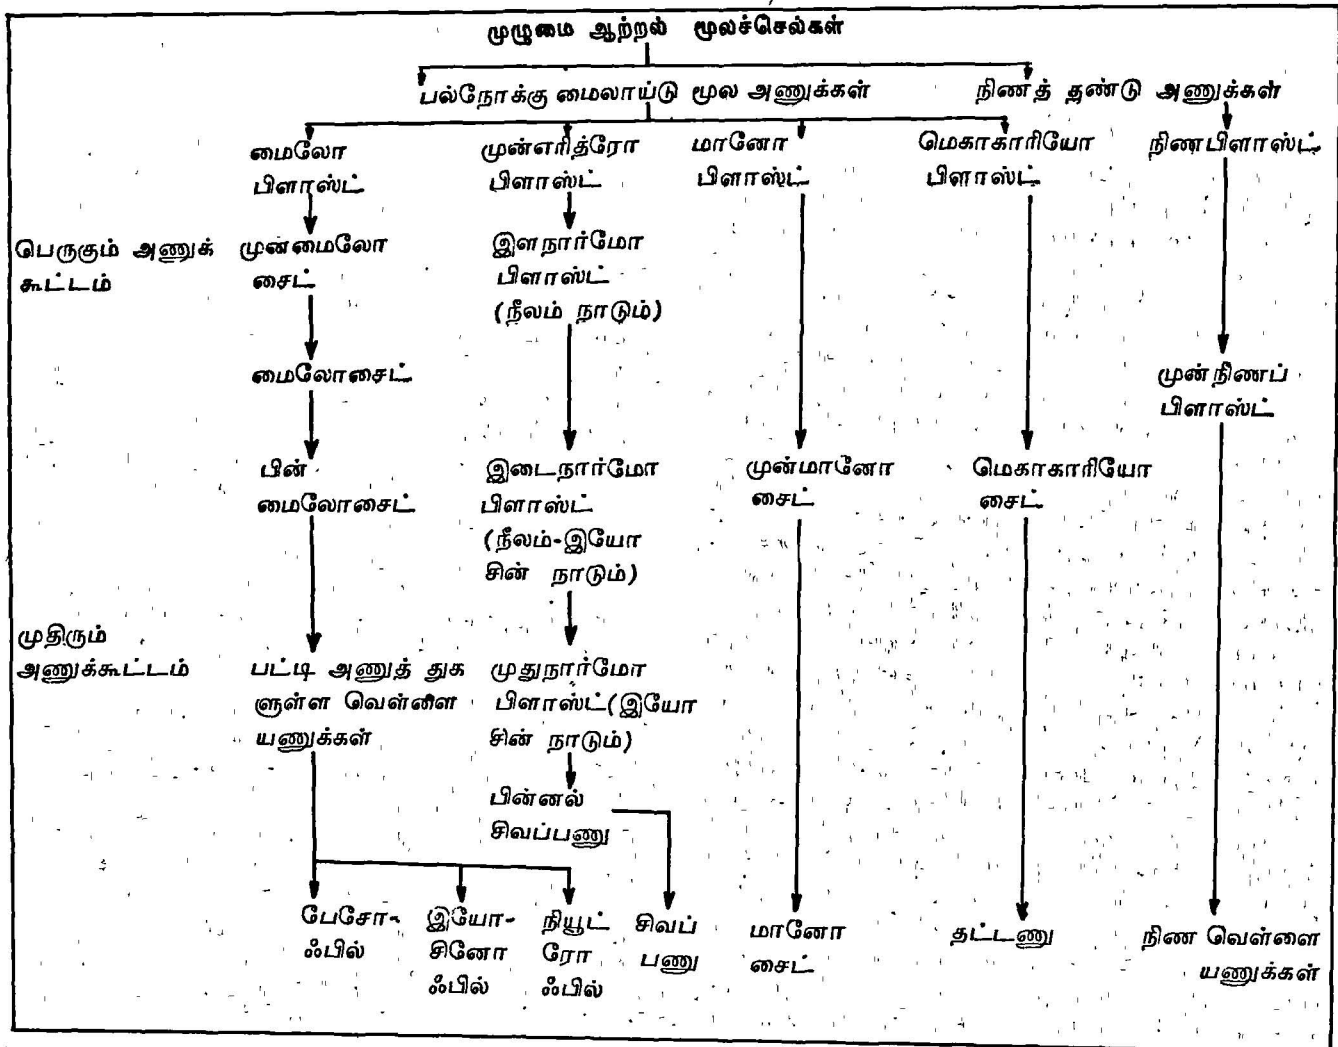 முழுமை ஆற்றல் மூலச்செல்கள்
பல்நோக்கு மைலாய்டு மூல அணுக்கள்
நிணத் தண்டு அணுக்கள்
மைலோ
பிளாஸ்ட்
முன்எரித்ரோ
பிளாஸ்ட்
மானோ
பிளாஸ்ட்
மெகாகாரியோ
பிளாஸ்ட்
நிணபிளாஸ்ட்
பெருகும் அணுக்
கூட்டம்
முன்மைலோ
சைட்
இளநார்மோ
பிளாஸ்ட்
(நீலம் நாடும்)
மைலோசைட்
முன்நிணப்
பிளாஸ்ட்
பின்
மைலோசைட்
இடைநார்மோ
பிளாஸ்ட்
(நீலம்-இயோ
சின் நாடும்)
முன்மானோ
சைட்
மெகாகாரியோ
சைட்
முதிரும்
அணுக்கூட்டம்
பட்டி அணுத் துக
ளுள்ள வெள்ளை
யணுக்கள்
முதுநார்மோ
பிளாஸ்ட்(இயோ
சின் நாடும்)
பின்னல்
சிவப்பணு
பேசோ-
ஃபில்
இயோ-
சினோ
ஃபில்
நியூட்
ரோ
ஃபில்
சிவப்
பணு
மானோ
சைட்
தட்டணு
நிண வெள்ளை
யணுக்கள்